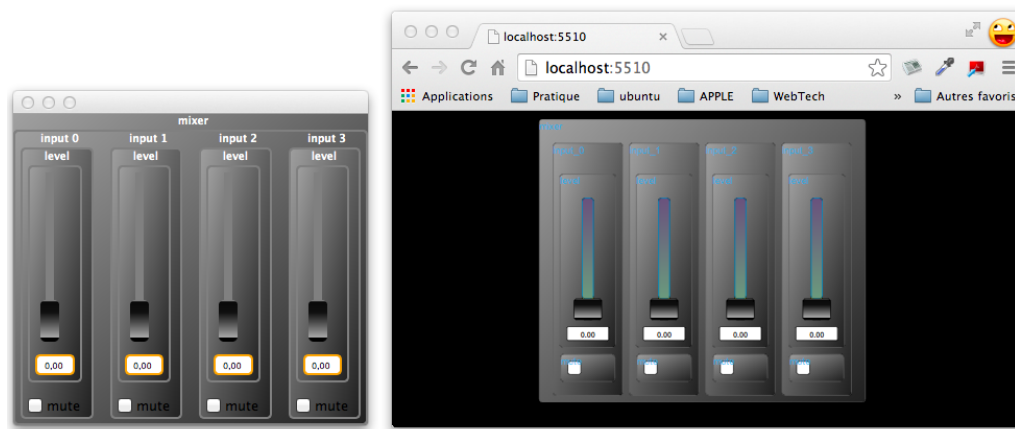 mixer
input 0 input 1 input 2 input 3
level level level level
0,00 0,00 0,00 0,00
mute mute mute mute
localhost:5510
localhost:5510
Applications Pratique ubuntu APPLE WebTech » Autres favoris
0.00 0.00 0.00 0.00